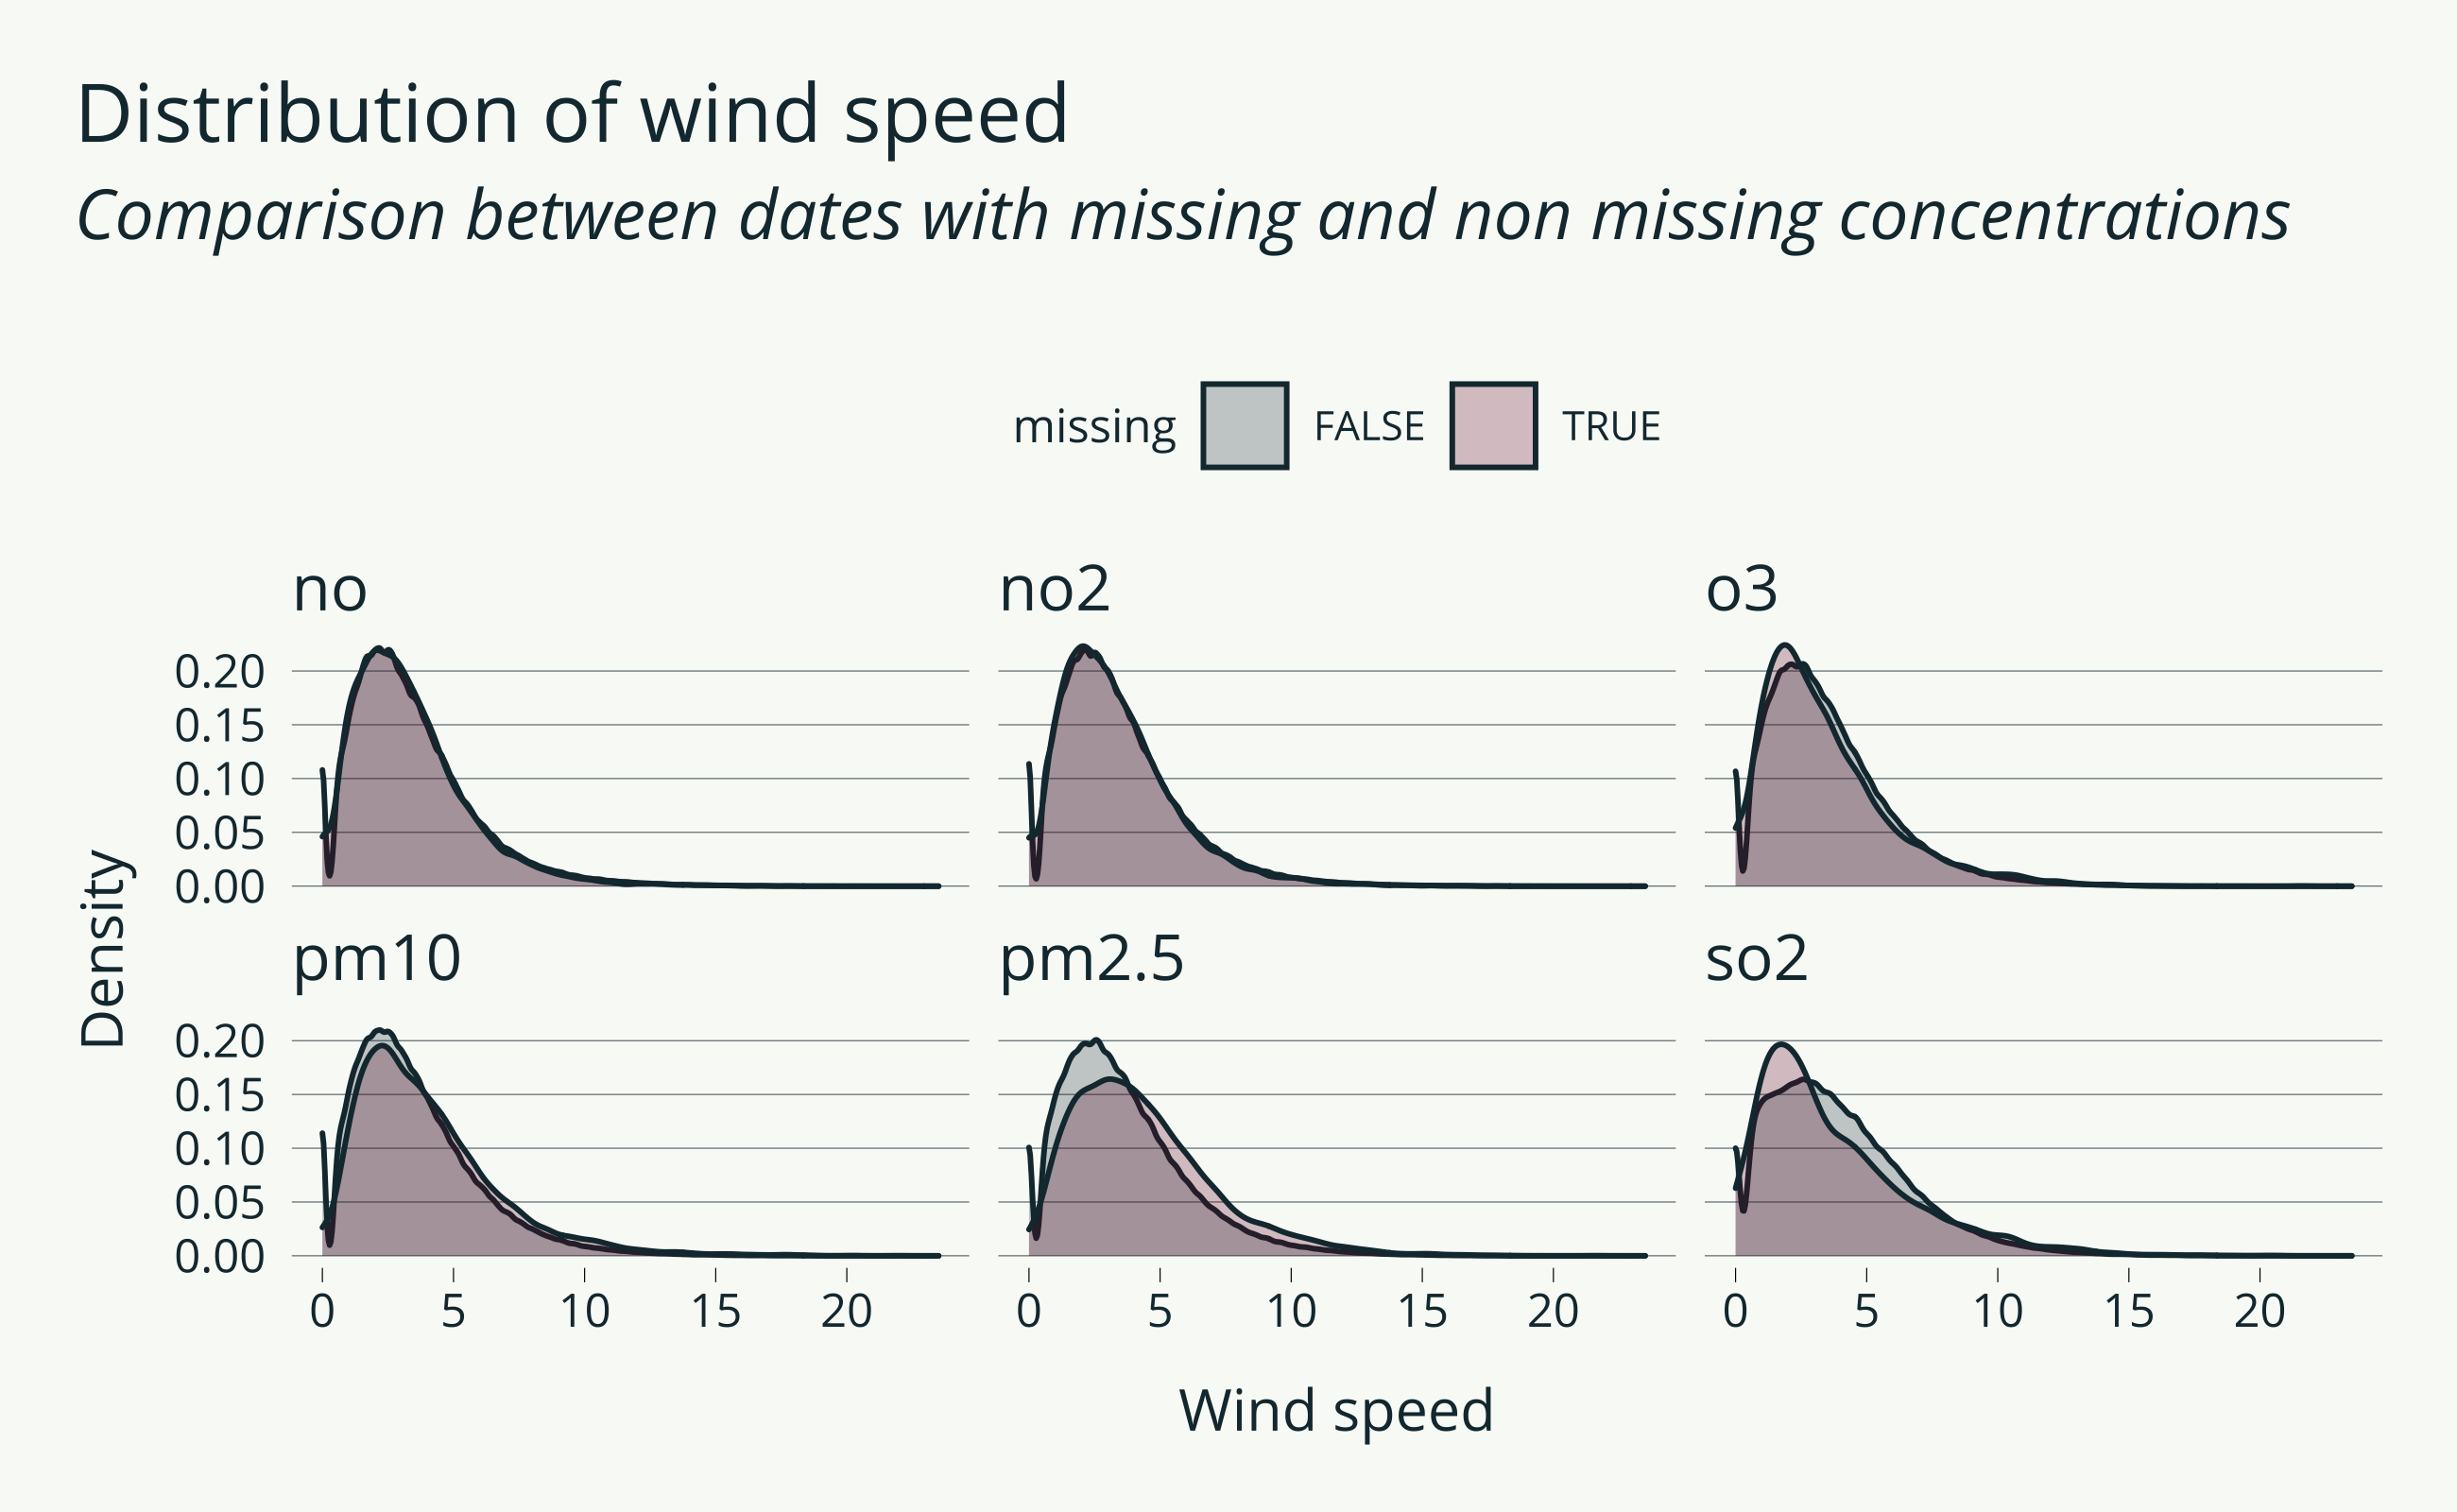 Distribution of wind speed
Comparison between dates with missing and non missing concentrations
missing FALSE TRUE
no no2 o3
0.20
0.15
0.10
0.05
0.00
Density
pm10 pm2.5 so2
0.20
0.15
0.10
0.05
0.00
0 5 10 15 20 0 5 10 15 20 0 5 10 15 20
Wind speed